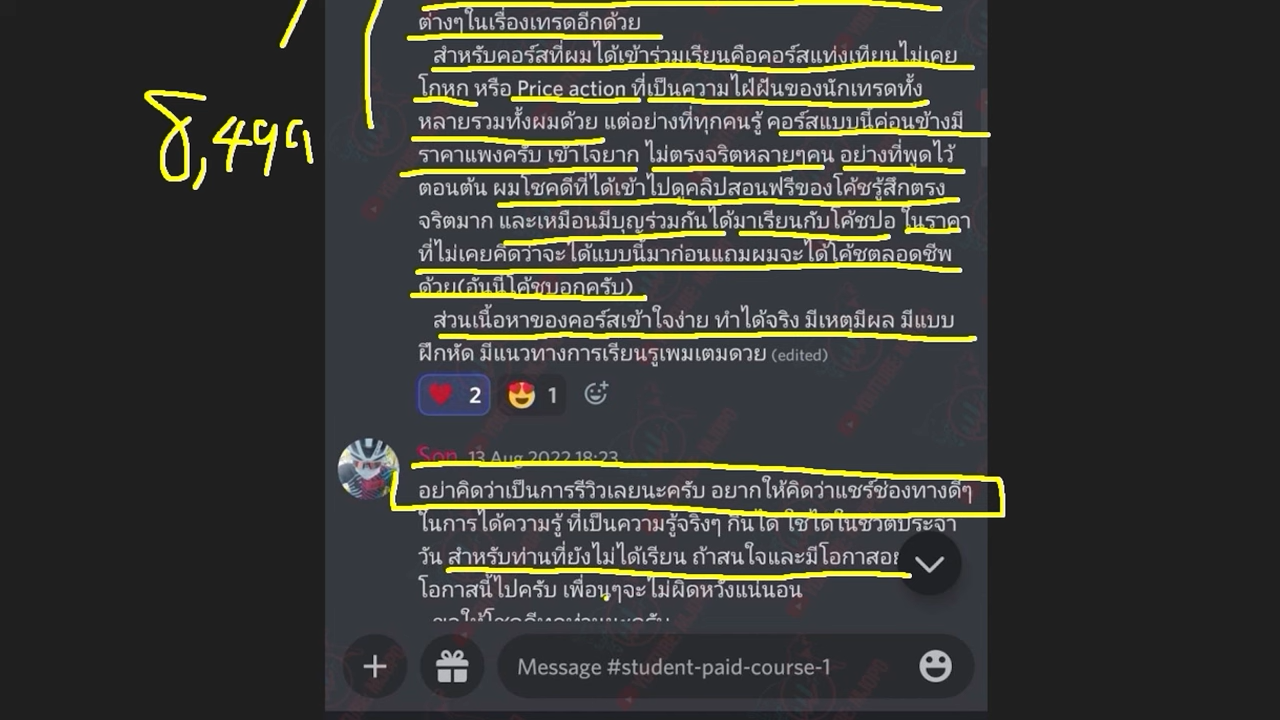 ต่างๆในเรื่องเทรดอีกด้วย
สำหรับคอร์สที่ผมได้เข้าร่วมเรียนคือคอร์สแท่งเทียนไม่เคย
โกหก หรือ Price action ที่เป็นความไฝ่ฝันของนักเทรดทั้ง
หลายรวมทั้งผมด้วย แต่อย่างที่ทุกคนรู้ คอร์สแบบนี้ค่อนข้างมี
8,499
ราคาแพงครับ เข้าใจยาก ไม่ตรงจริตหลายๆคน อย่างที่พูดไว้
ตอนต้น ผมโชคดีที่ได้เข้าไปดูคลิปสอนฟรีของโค้ชรู้สึกตรง
จริตมาก และเหมือนมีบุญร่วมกันได้มาเรียนกับโค้ชปอ ในราคา
ที่ไม่เคยคิดว่าจะได้แบบนี้มาก่อนแถมผมจะได้โค้ชตลอดชีพ
ด้วย(อันนี้โค้ชบอกครับ)
ส่วนเนื้อหาของคอร์สเข้าใจง่าย ทำได้จริง มีเหตุมีผล มีแบบ
ฝึกหัด มีแนวทางการเรียนรู้เพิ่มเติมด้วย (edited)
2 1
Son 13 Aug 2022 18:23
อย่าคิดว่าเป็นการรีวิวเลยนะครับ อยากให้คิดว่าแชร์ช่องทางดีๆ
ในการได้ความรู้ ที่เป็นความรู้จริงๆ กินได้ ใช้ได้ในชีวิตประจำ
วัน สำหรับท่านที่ยังไม่ได้เรียน ถ้าสนใจและมีโอกาส
โอกาสนี้ไปครับ เพื่อนๆจะไม่ผิดหวังแน่นอน
ขอให้โชคดีทุกท่านนะครับ
Message #student-paid-course-1